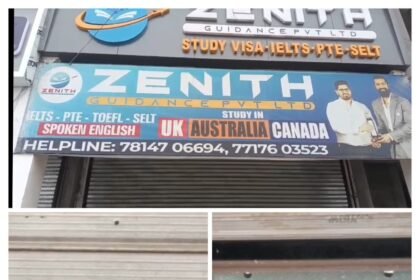 ZENITH
GUIDANCE PVT LTD
STUDY VISA•IELTS•PTE•SELT
ZENITH
ZENITH
GUIDANCE PVT LTD
IELTS - PTE - TOEFL - SELT
SPOKEN ENGLISH
STUDY IN
UK AUSTRALIA CANADA
HELPLINE: 78147 06694, 77176 03523